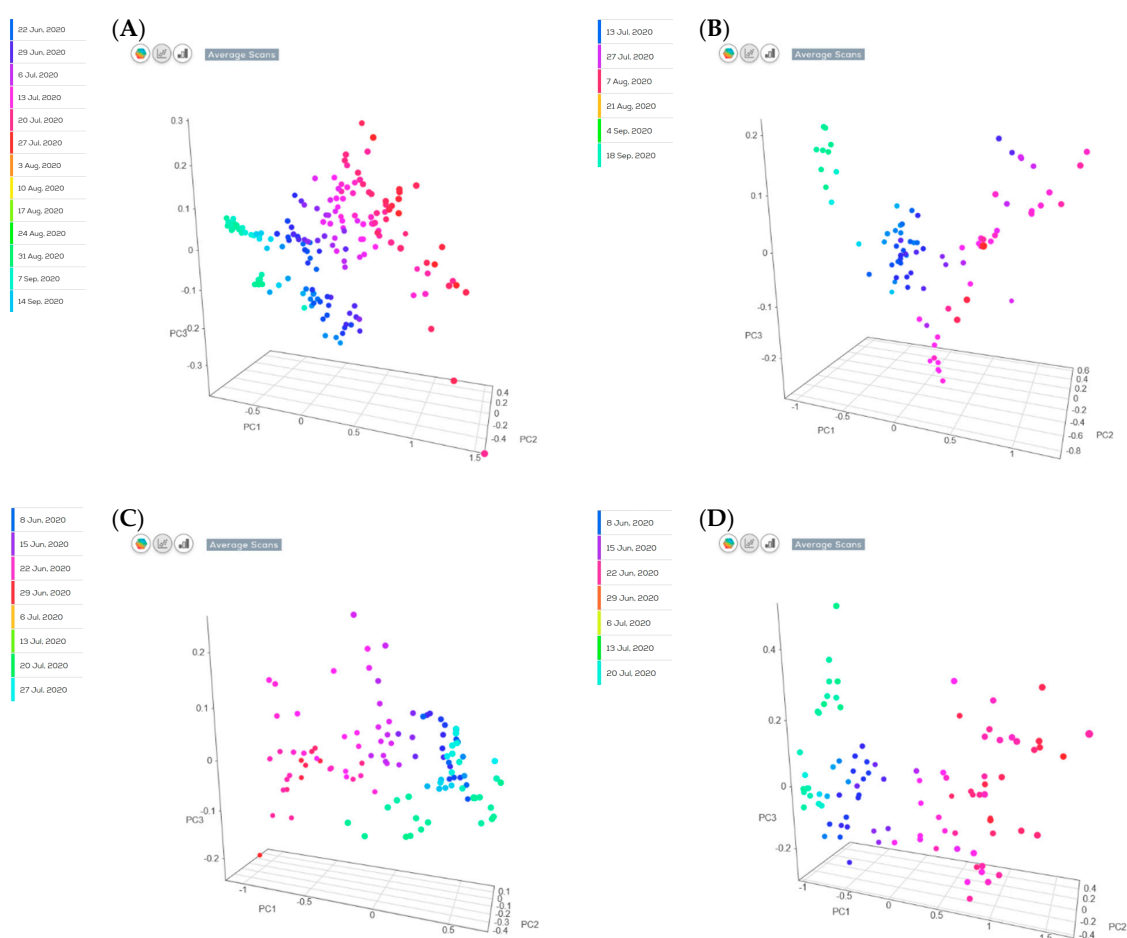 (A)
22 Jun, 2020
29 Jun, 2020
6 Jul, 2020
13 Jul, 2020
20 Jul, 2020
27 Jul, 2020
3 Aug, 2020
10 Aug, 2020
17 Aug, 2020
24 Aug, 2020
31 Aug, 2020
7 Sep, 2020
14 Sep, 2020
Average Scans
0.3
0.2
0.1
0
-0.1
-0.2
-0.3
PC3
-0.5
0
0.5
1
1.5
PC1
0.4
0.2
0
-0.2
-0.4
PC2
(B)
13 Jul, 2020
27 Jul, 2020
7 Aug, 2020
21 Aug, 2020
4 Sep, 2020
18 Sep, 2020
Average Scans
0.2
0.1
0
-0.1
-0.2
PC3
-1
-0.5
0
0.5
1
PC1
0.6
0.4
0.2
0
-0.2
-0.4
-0.6
-0.8
PC2
(C)
8 Jun, 2020
15 Jun, 2020
22 Jun, 2020
29 Jun, 2020
6 Jul, 2020
13 Jul, 2020
20 Jul, 2020
27 Jul, 2020
Average Scans
0.2
0.1
0
-0.1
-0.2
PC3
-1
-0.5
0
0.5
PC1
0.1
0
-0.1
-0.2
-0.3
-0.4
PC2
(D)
8 Jun, 2020
15 Jun, 2020
22 Jun, 2020
29 Jun, 2020
6 Jul, 2020
13 Jul, 2020
20 Jul, 2020
Average Scans
0.4
0.2
0
-0.2
PC3
-1
-0.5
0
0.5
1
1.5
PC1
0.4
0.2
0
-0.2
-0.4
PC2